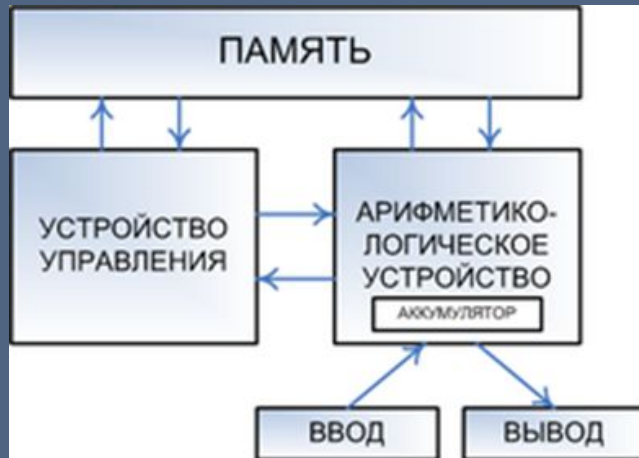 ПАМЯТЬ
УСТРОЙСТВО
УПРАВЛЕНИЯ
АРИФМЕТИКО-
ЛОГИЧЕСКОЕ
УСТРОЙСТВО
АККУМУЛЯТОР
ВВОД
ВЫВОД